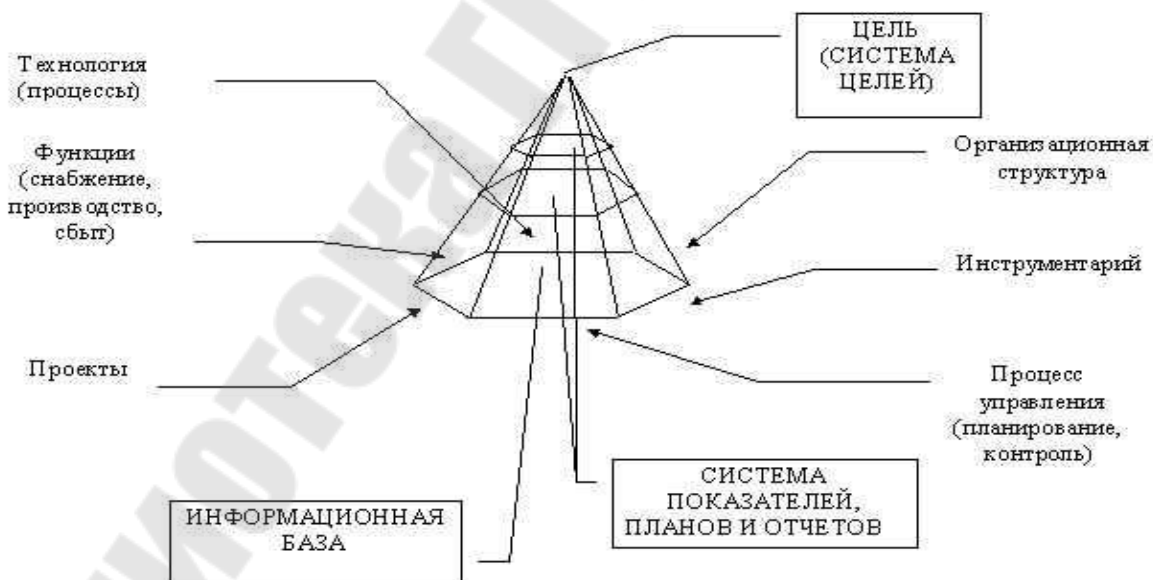 ЦЕЛЬ
(СИСТЕМА
ЦЕЛЕЙ)
Технология
(процессы)
Функции
(снабжение,
производство,
сбыт)
Организационная
структура
Инструментарий
Проекты
Процесс
управления
(планирование,
контроль)
СИСТЕМА
ПОКАЗАТЕЛЕЙ,
ПЛАНОВ И ОТЧЕТОВ
ИНФОРМАЦИОННАЯ
БАЗА